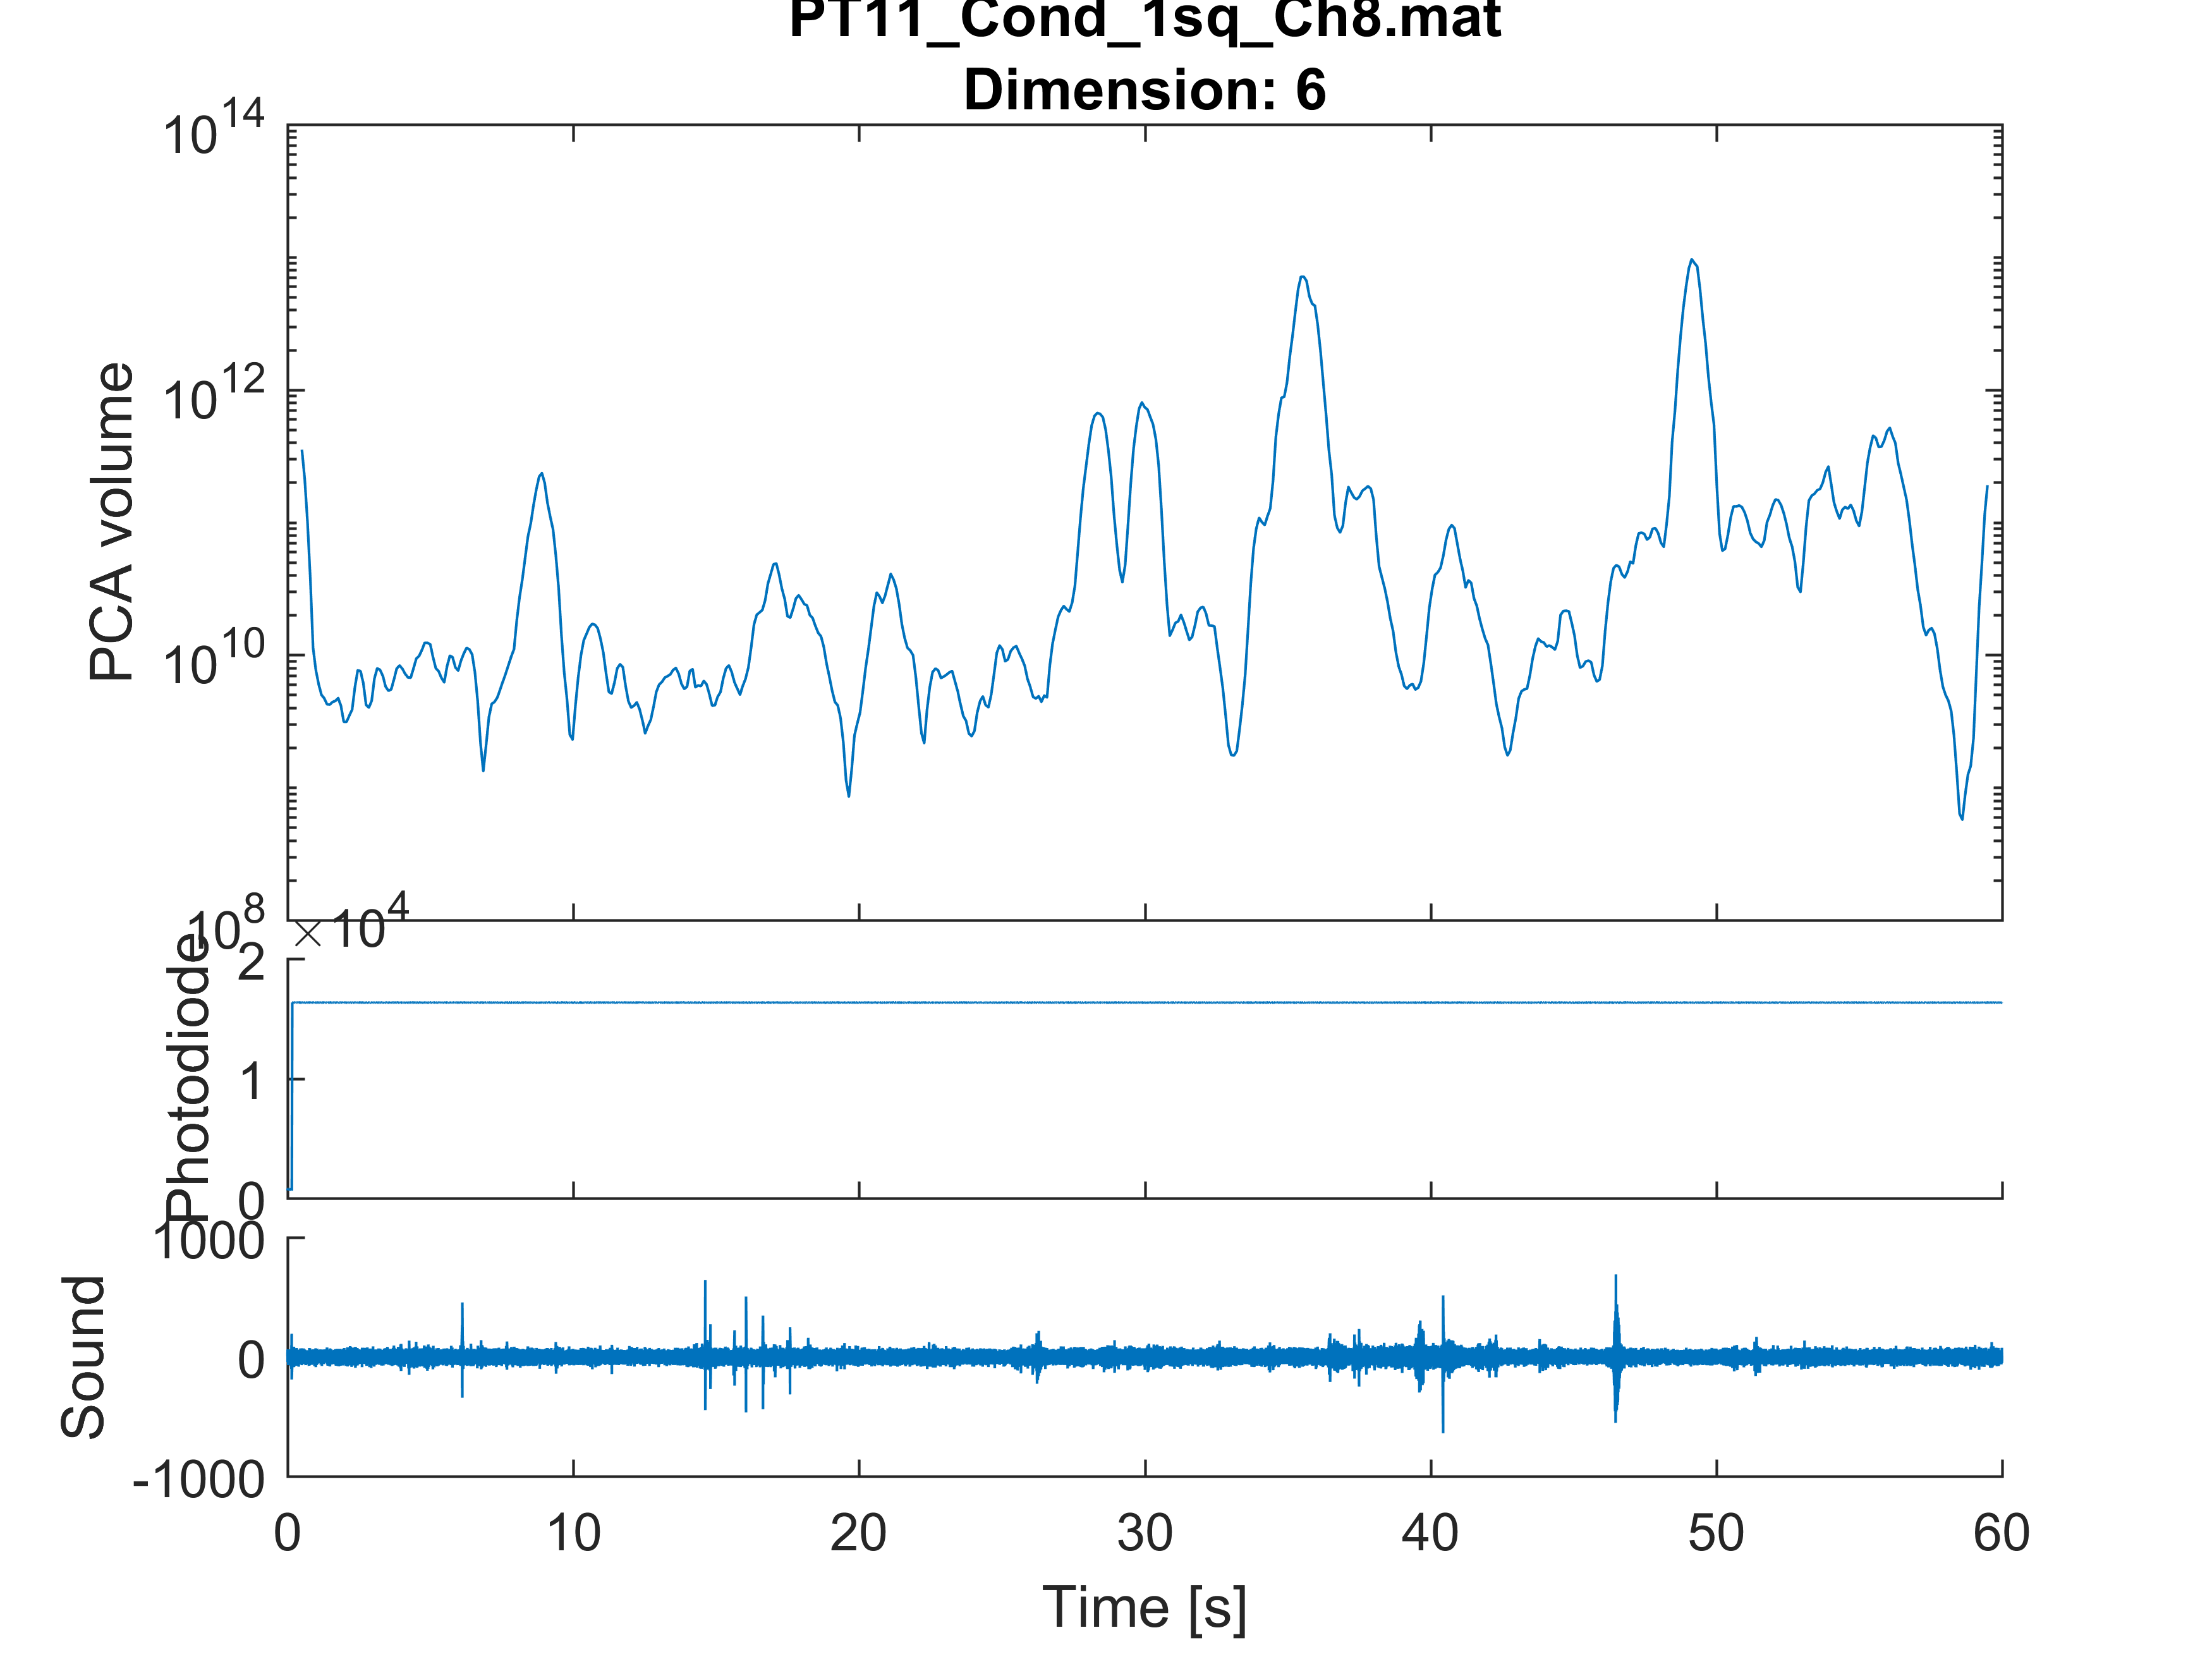 PT11_Cond_1sq_Ch8.mat
Dimension: 6
10^14
10^12
10^10
10^8
PCA volume
× 10^4
2
1
0
Photodiode
1000
0
-1000
Sound
0 10 20 30 40 50 60
Time [s]